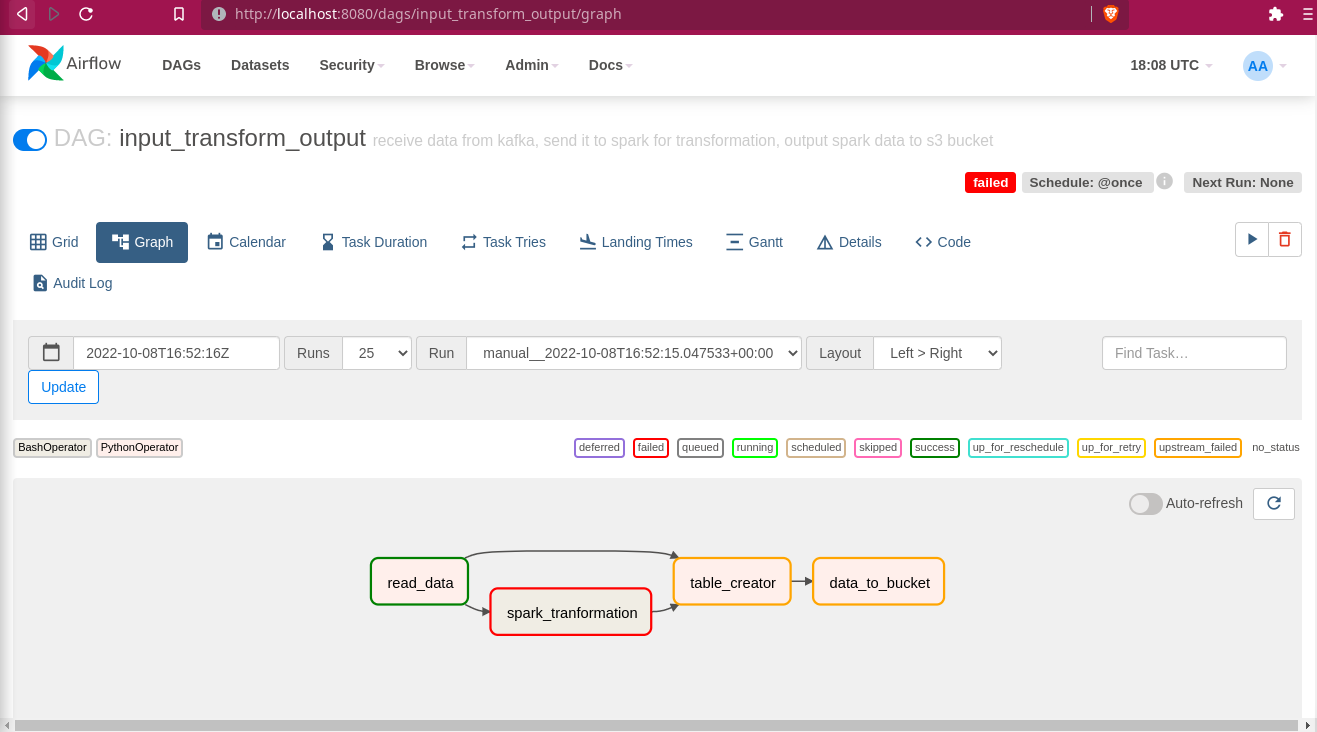 http://localhost:8080/dags/input_transform_output/graph
Airflow DAGs Datasets Security Browse Admin Docs 18:08 UTC AA
DAG: input_transform_output receive data from kafka, send it to spark for transformation, output spark data to s3 bucket
failed Schedule: @once i Next Run: None
Grid Graph Calendar Task Duration Task Tries Landing Times Gantt Details Code
Audit Log
2022-10-08T16:52:16Z Runs 25 Run manual__2022-10-08T16:52:15.047533+00:00 Layout Left > Right Find Task…
Update
BashOperator PythonOperator deferred failed queued running scheduled skipped success up_for_reschedule up_for_retry upstream_failed no_status
Auto-refresh
read_data table_creator data_to_bucket
spark_tranformation